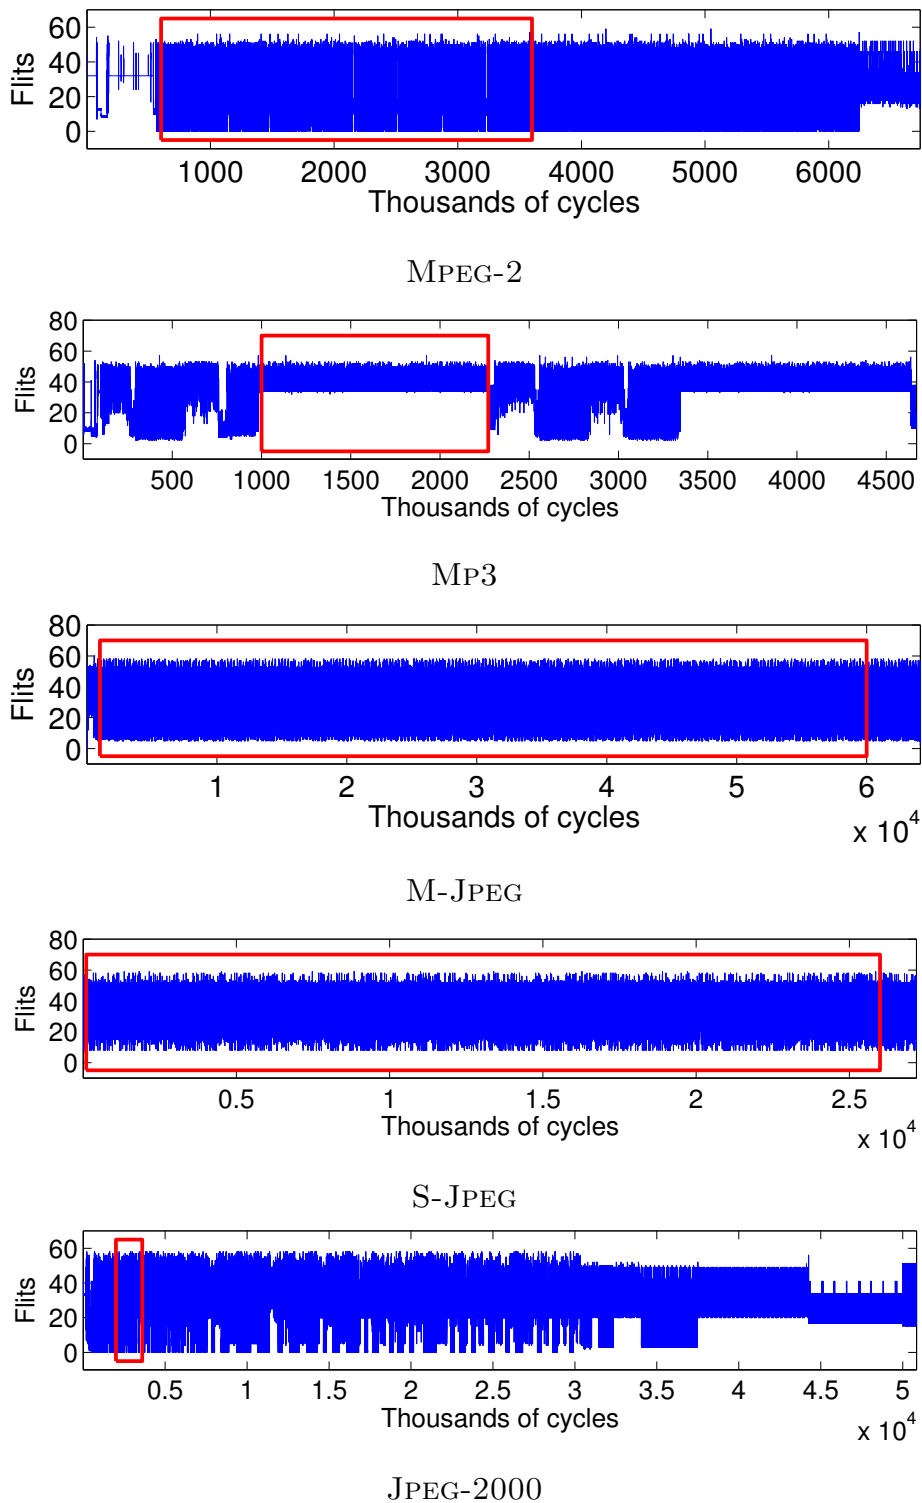 60
40
20
0
Flits
1000 2000 3000 4000 5000 6000
Thousands of cycles
MPEG-2
80
60
40
20
0
Flits
500 1000 1500 2000 2500 3000 3500 4000 4500
Thousands of cycles
MP3
80
60
40
20
0
Flits
1 2 3 4 5 6
Thousands of cycles
x 10^4
M-JPEG
80
60
40
20
0
Flits
0.5 1 1.5 2 2.5
Thousands of cycles
x 10^4
S-JPEG
60
40
20
0
Flits
0.5 1 1.5 2 2.5 3 3.5 4 4.5 5
Thousands of cycles
x 10^4
JPEG-2000